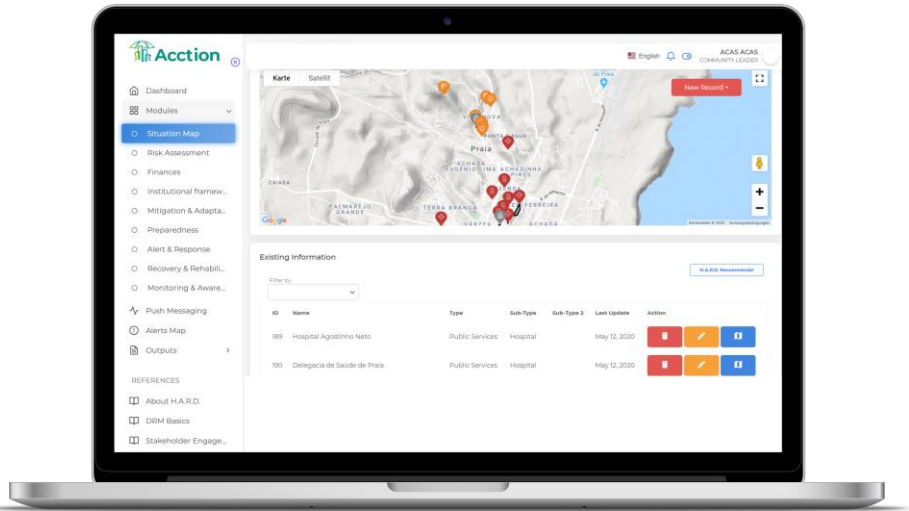 Acction
English
ACAS ACAS
COMMUNITY LEADER
Dashboard
Modules
Situation Map
Risk Assessment
Finances
Institutional framew...
Mitigation & Adapta...
Preparedness
Alert & Response
Recovery & Rehabili...
Monitoring & Aware...
Push Messaging
Alerts Map
Outputs
REFERENCES
About H.A.R.D.
DRM Basics
Stakeholder Engage...
Karte
Satellit
New Record +
Praia
CAIADA
PALMAREJO
GRANDE
TERRA BRANCA
ACHADA
Google
Existing Information
H.A.R.D. Recommends!
Filter by
ID Name Type Sub-Type Sub-Type 2 Last Update Action
189 Hospital Agostinho Neto Public Services Hospital May 12, 2020
190 Delegacia de Saúde de Praia Public Services Hospital May 12, 2020